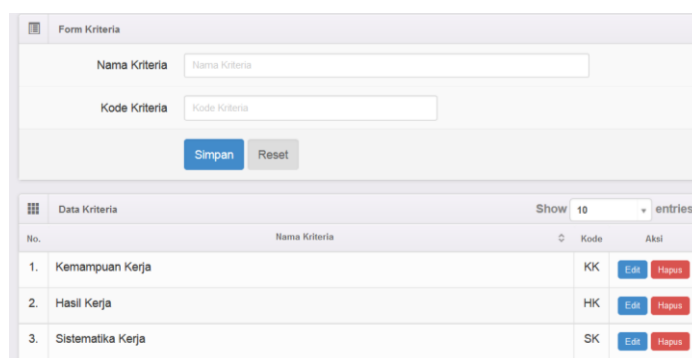 Form Kriteria
Nama Kriteria Nama Kriteria
Kode Kriteria Kode Kriteria
Simpan Reset
Data Kriteria Show 10 entries
No. Nama Kriteria Kode Aksi
1. Kemampuan Kerja KK Edit Hapus
2. Hasil Kerja HK Edit Hapus
3. Sistematika Kerja SK Edit Hapus